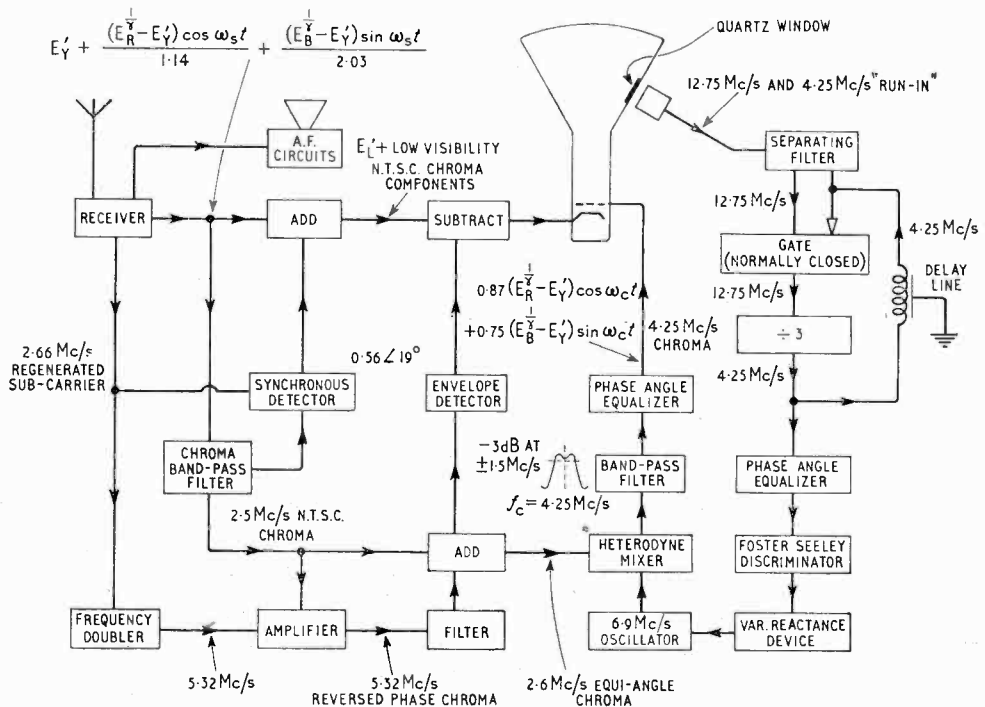 E'Y + (E R 1/γ − E'Y) cos ωs t / 1·14 + (E B 1/γ − E'Y) sin ωs t / 2·03
QUARTZ WINDOW
12·75 Mc/s AND 4·25 Mc/s "RUN-IN"
A.F.
CIRCUITS
E'L + LOW VISIBILITY
N.T.S.C. CHROMA
COMPONENTS
SEPARATING
FILTER
RECEIVER
ADD
SUBTRACT
12·75 Mc/s
4·25 Mc/s
GATE
(NORMALLY CLOSED)
DELAY
LINE
12·75 Mc/s
0·87 (E R 1/γ − E'Y) cos ωc t
+0·75 (E B 1/γ − E'Y) sin ωc t
4·25 Mc/s
CHROMA
÷ 3
4·25 Mc/s
2·66 Mc/s
REGENERATED
SUB-CARRIER
0·56 ∠ 19°
SYNCHRONOUS
DETECTOR
ENVELOPE
DETECTOR
PHASE ANGLE
EQUALIZER
CHROMA
BAND-PASS
FILTER
−3dB AT
±1·5Mc/s
fc = 4·25 Mc/s
BAND-PASS
FILTER
PHASE ANGLE
EQUALIZER
2·5 Mc/s N.T.S.C.
CHROMA
ADD
HETERODYNE
MIXER
FOSTER SEELEY
DISCRIMINATOR
FREQUENCY
DOUBLER
AMPLIFIER
FILTER
6·9 Mc/s
OSCILLATOR
VAR. REACTANCE
DEVICE
5·32 Mc/s
5·32 Mc/s
REVERSED PHASE CHROMA
2·6 Mc/s EQUI-ANGLE
CHROMA